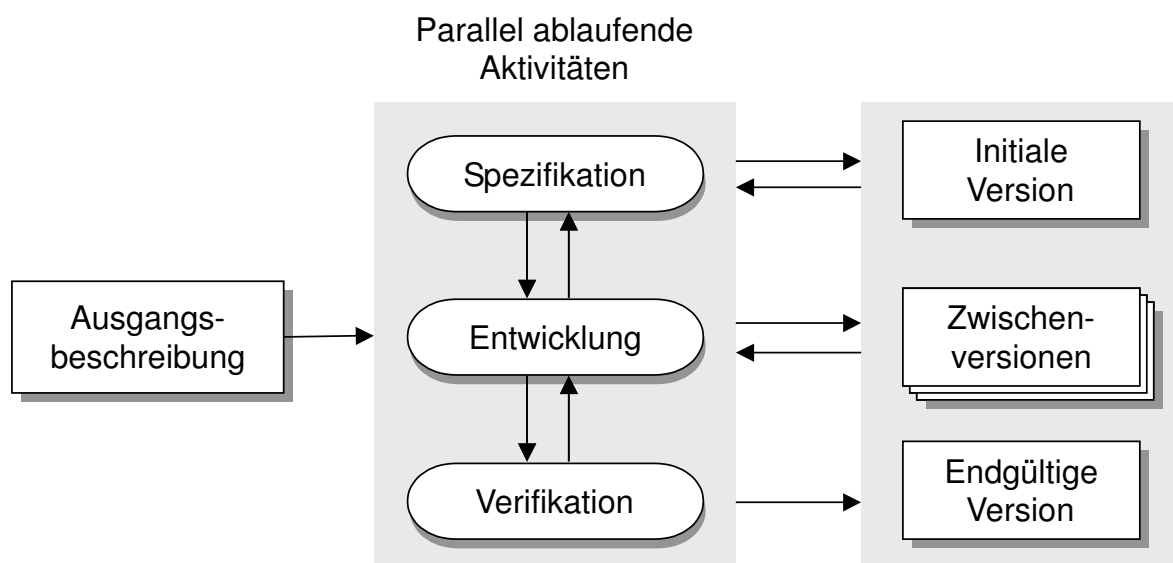 Parallel ablaufende
Aktivitäten
Spezifikation
Initiale
Version
Ausgangs-
beschreibung
Entwicklung
Zwischen-
versionen
Verifikation
Endgültige
Version